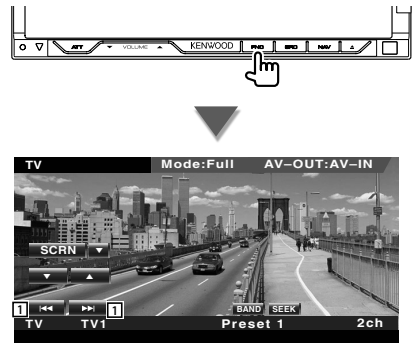 ATT VOLUME KENWOOD FNC SRC NAV
TV Mode:Full AV–OUT:AV–IN
SCRN
1 1
BAND SEEK
TV TV1 Preset 1 2ch